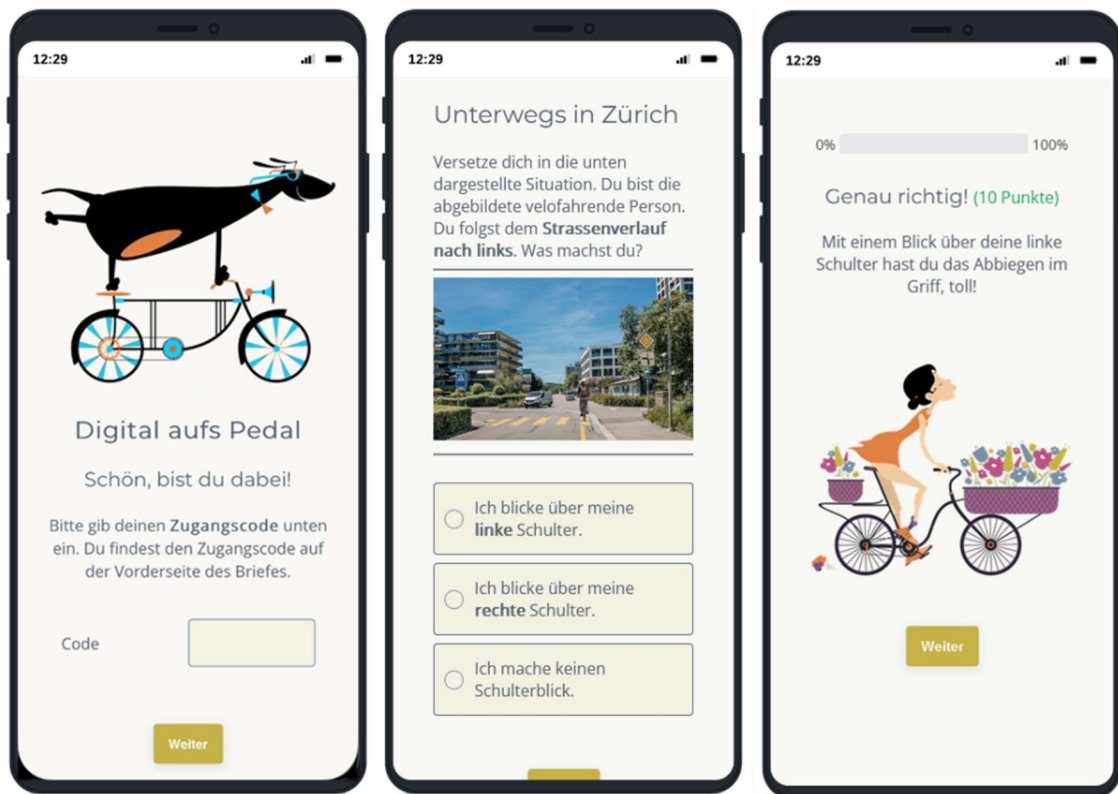 12:29
Digital aufs Pedal
Schön, bist du dabei!
Bitte gib deinen Zugangscode unten
ein. Du findest den Zugangscode auf
der Vorderseite des Briefes.
Code
Weiter
12:29
Unterwegs in Zürich
Versetze dich in die unten
dargestellte Situation. Du bist die
abgebildete velofahrende Person.
Du folgst dem Strassenverlauf
nach links. Was machst du?
Ich blicke über meine
linke Schulter.
Ich blicke über meine
rechte Schulter.
Ich mache keinen
Schulterblick.
12:29
0% 100%
Genau richtig! (10 Punkte)
Mit einem Blick über deine linke
Schulter hast du das Abbiegen im
Griff, toll!
Weiter